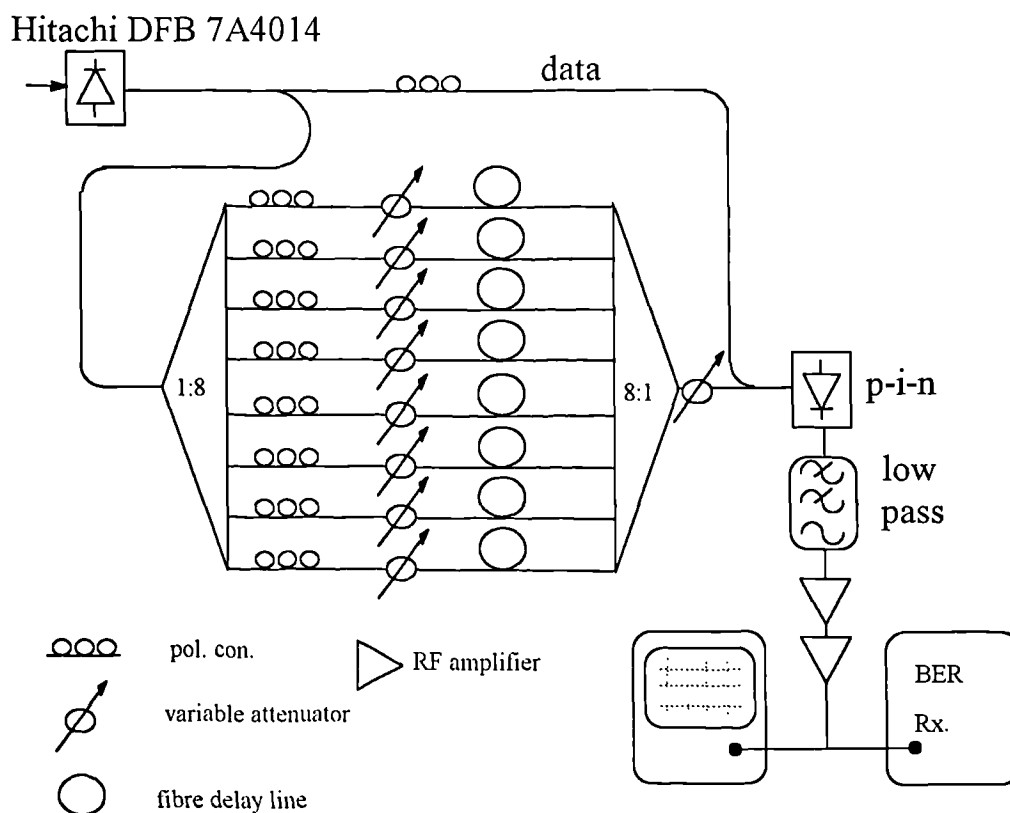 Hitachi DFB 7A4014
data
1:8
8:1
p-i-n
low
pass
pol. con.
RF amplifier
variable attenuator
fibre delay line
BER
Rx.